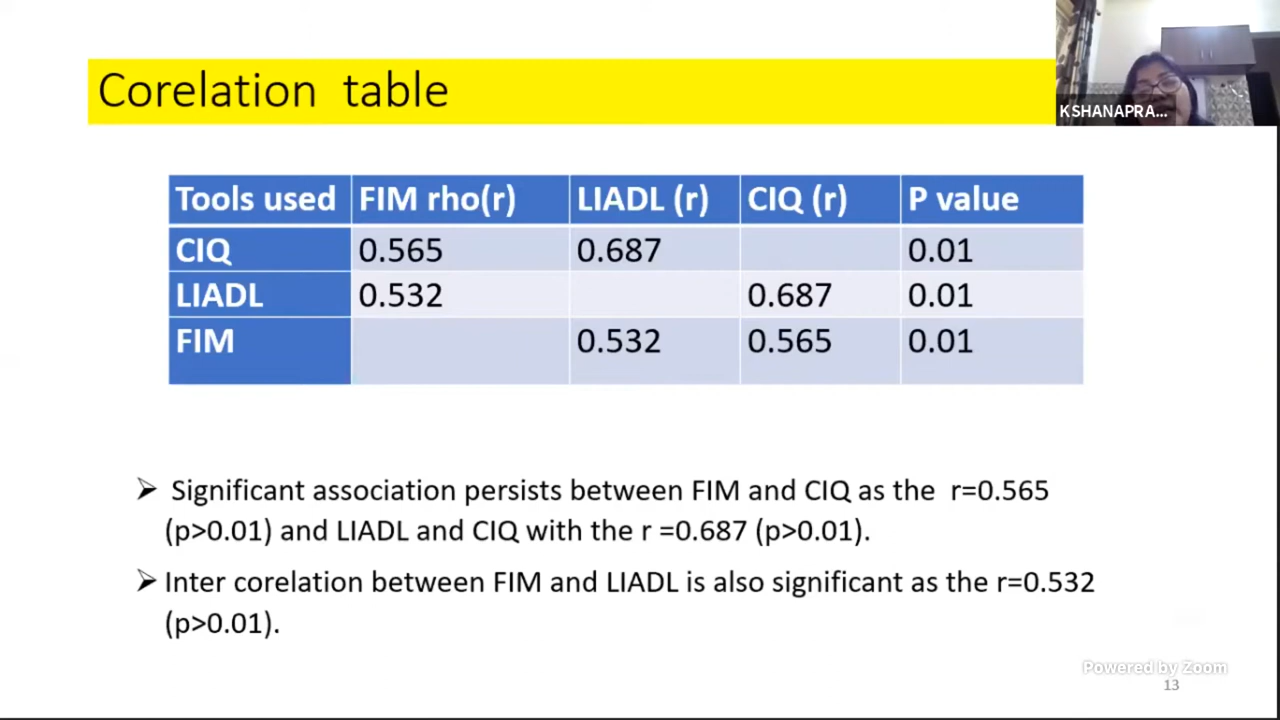 Corelation table
KSHANAPRA...
Tools used FIM rho(r) LIADL (r) CIQ (r) P value
CIQ 0.565 0.687 0.01
LIADL 0.532 0.687 0.01
FIM 0.532 0.565 0.01
➢ Significant association persists between FIM and CIQ as the r=0.565
(p>0.01) and LIADL and CIQ with the r =0.687 (p>0.01).
➢ Inter corelation between FIM and LIADL is also significant as the r=0.532
(p>0.01).
Powered by Zoom
13